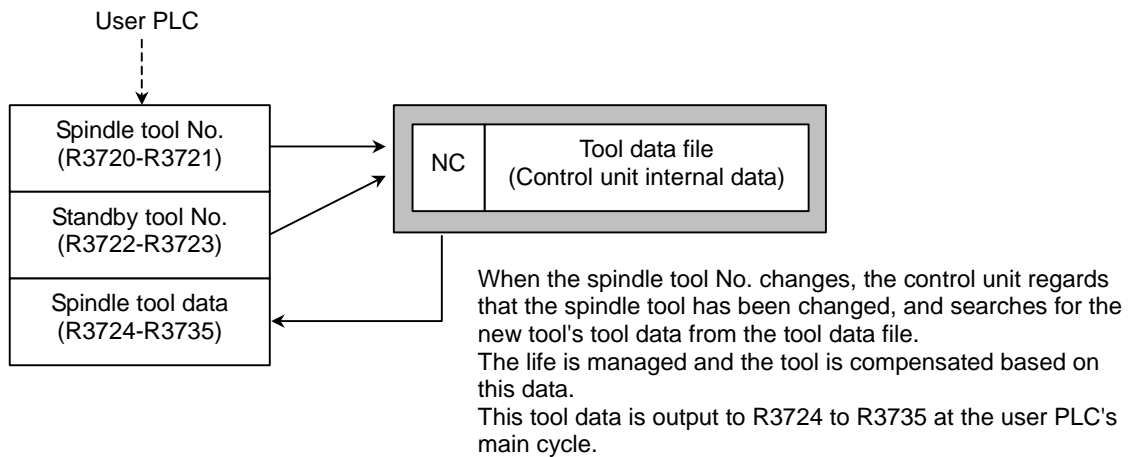 User PLC
Spindle tool No.
(R3720-R3721)
Standby tool No.
(R3722-R3723)
Spindle tool data
(R3724-R3735)
NC
Tool data file
(Control unit internal data)
When the spindle tool No. changes, the control unit regards
that the spindle tool has been changed, and searches for the
new tool's tool data from the tool data file.
The life is managed and the tool is compensated based on
this data.
This tool data is output to R3724 to R3735 at the user PLC's
main cycle.